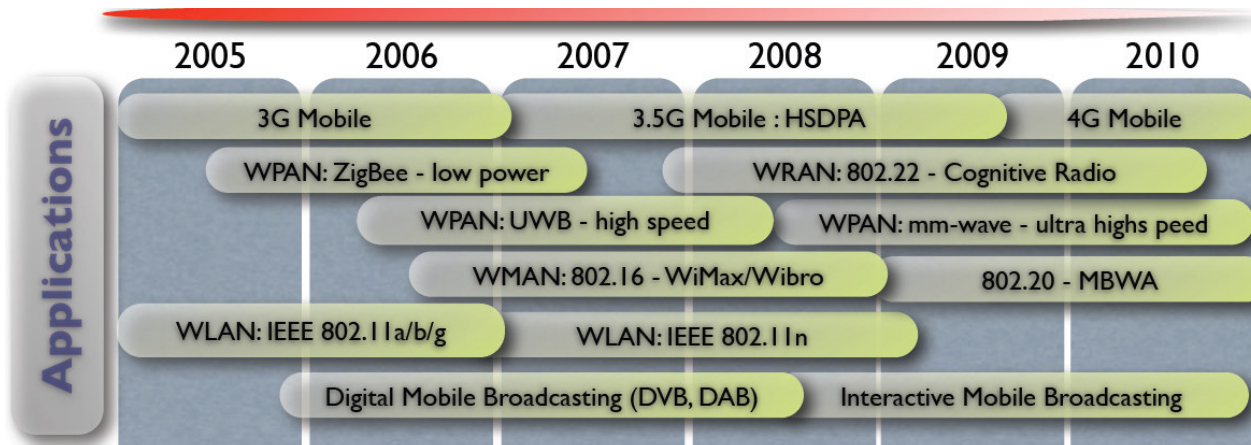 2005 2006 2007 2008 2009 2010
Applications
3G Mobile 3.5G Mobile : HSDPA 4G Mobile
WPAN: ZigBee - low power WRAN: 802.22 - Cognitive Radio
WPAN: UWB - high speed WPAN: mm-wave - ultra highs peed
WMAN: 802.16 - WiMax/Wibro 802.20 - MBWA
WLAN: IEEE 802.11a/b/g WLAN: IEEE 802.11n
Digital Mobile Broadcasting (DVB, DAB) Interactive Mobile Broadcasting